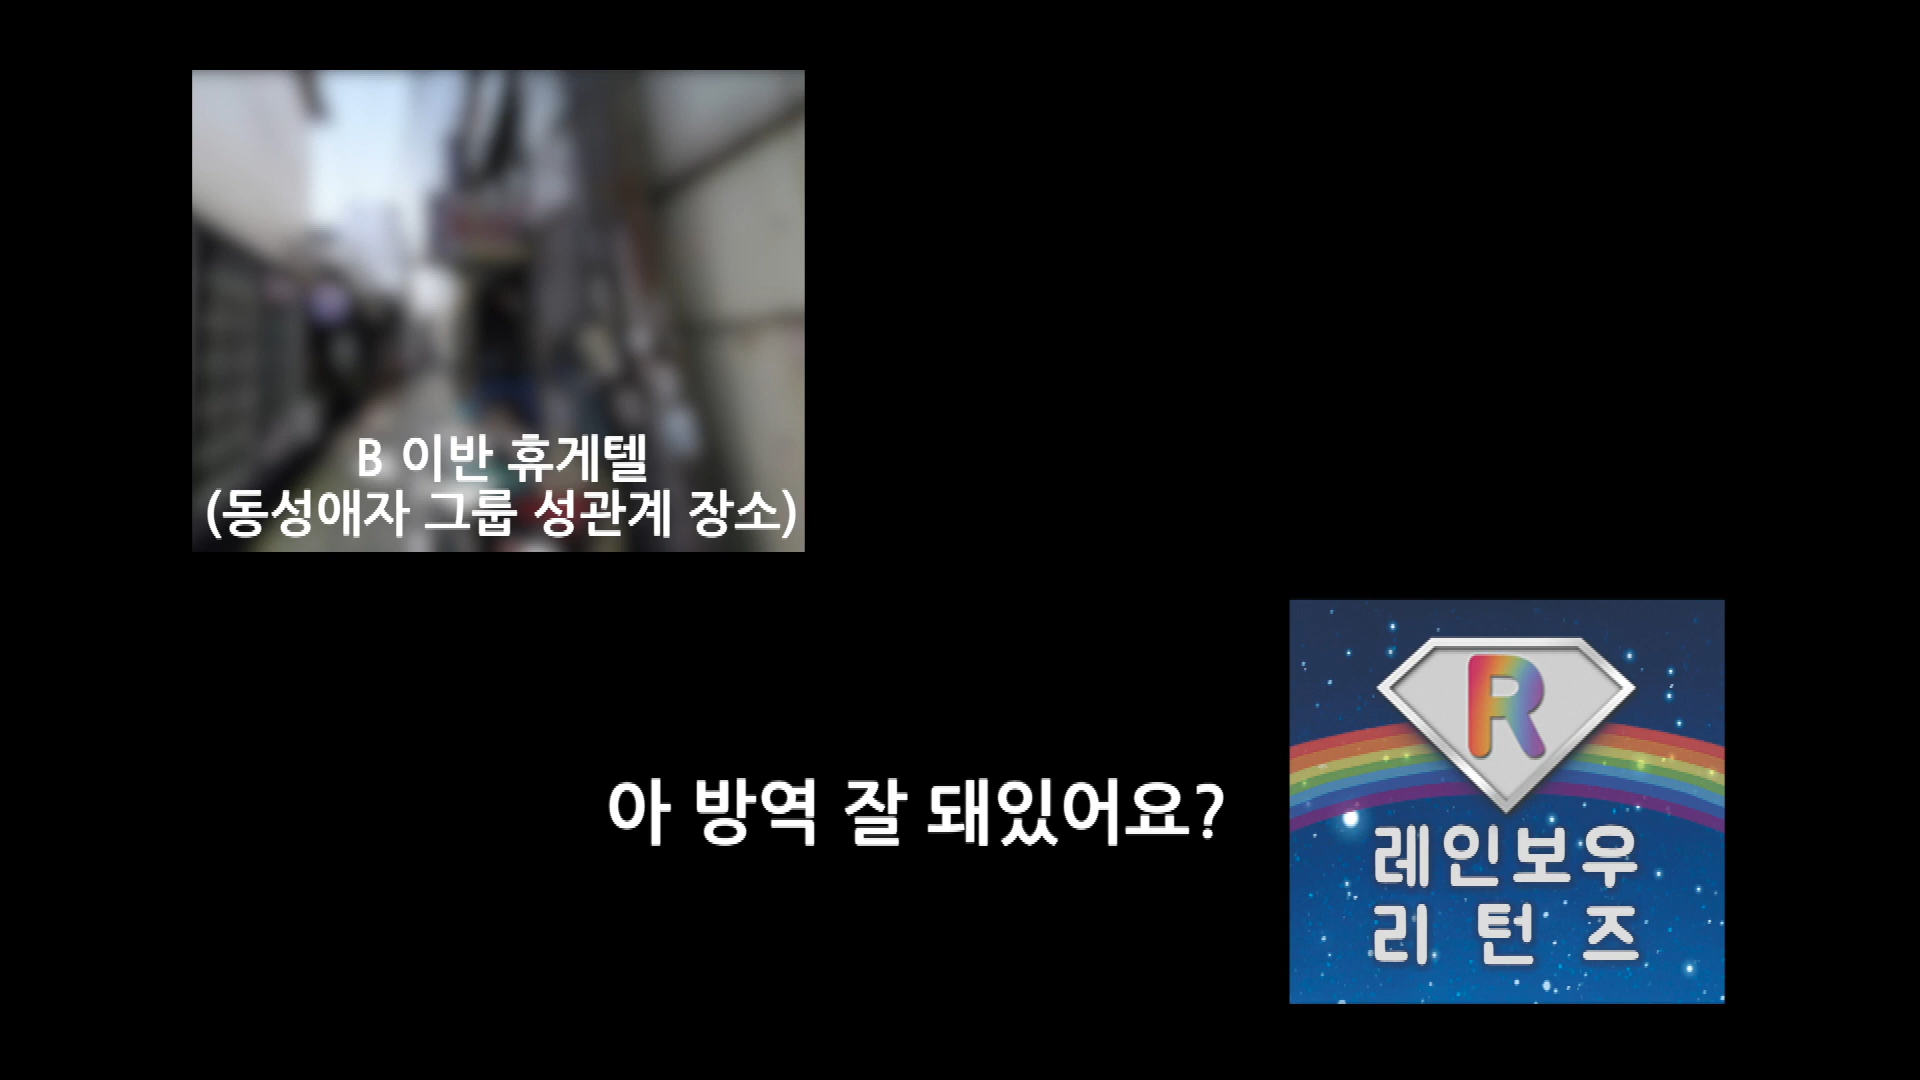 B 이반 휴게텔
(동성애자 그룹 성관계 장소)
아 방역 잘 돼있어요?
R
레인보우
리턴즈